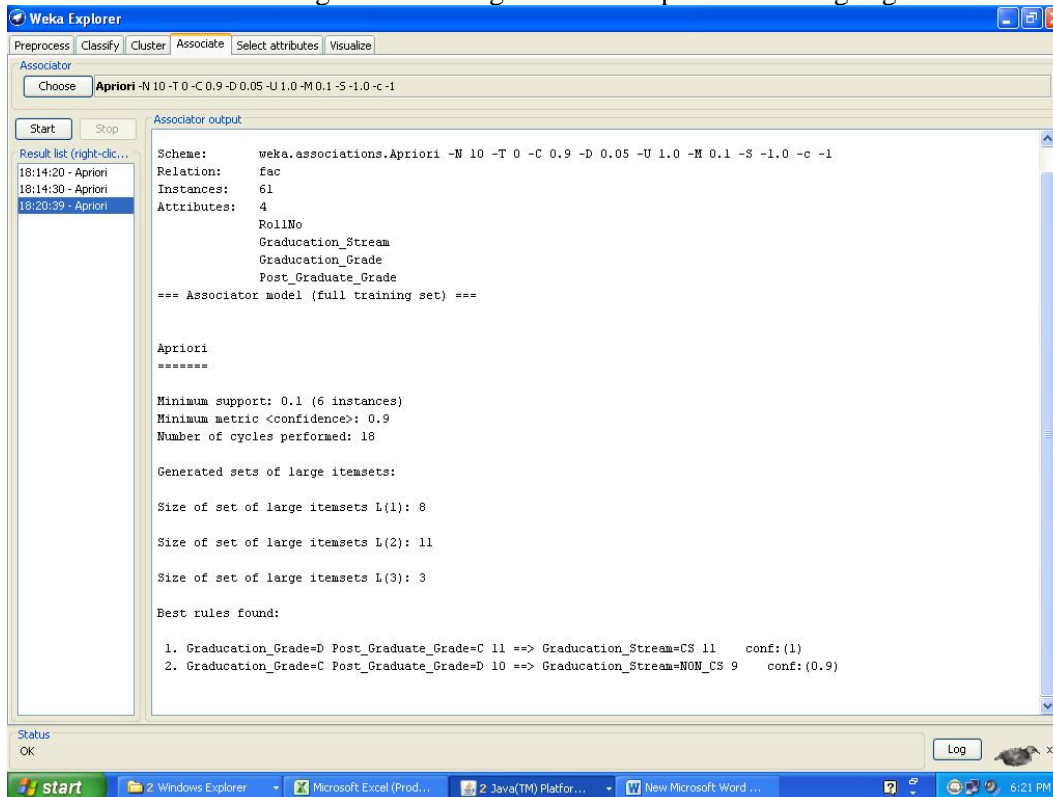 Weka Explorer
Preprocess Classify Cluster Associate Select attributes Visualize
Associator
Choose Apriori -N 10 -T 0 -C 0.9 -D 0.05 -U 1.0 -M 0.1 -S -1.0 -c -1
Start Stop
Result list (right-clic...
18:14:20 - Apriori
18:14:30 - Apriori
18:20:39 - Apriori
Associator output
Scheme: weka.associations.Apriori -N 10 -T 0 -C 0.9 -D 0.05 -U 1.0 -M 0.1 -S -1.0 -c -1
Relation: fac
Instances: 61
Attributes: 4
RollNo
Graducation_Stream
Graducation_Grade
Post_Graduate_Grade
=== Associator model (full training set) ===
Apriori
=======
Minimum support: 0.1 (6 instances)
Minimum metric <confidence>: 0.9
Number of cycles performed: 18
Generated sets of large itemsets:
Size of set of large itemsets L(1): 8
Size of set of large itemsets L(2): 11
Size of set of large itemsets L(3): 3
Best rules found:
1. Graducation_Grade=D Post_Graduate_Grade=C 11 ==> Graducation_Stream=CS 11 conf:(1)
2. Graducation_Grade=C Post_Graduate_Grade=D 10 ==> Graducation_Stream=NON_CS 9 conf:(0.9)
Status
OK
Log x
start 2 Windows Explorer Microsoft Excel (Prod... 2 Java(TM) Platfor... New Microsoft Word ... 6:21 PM